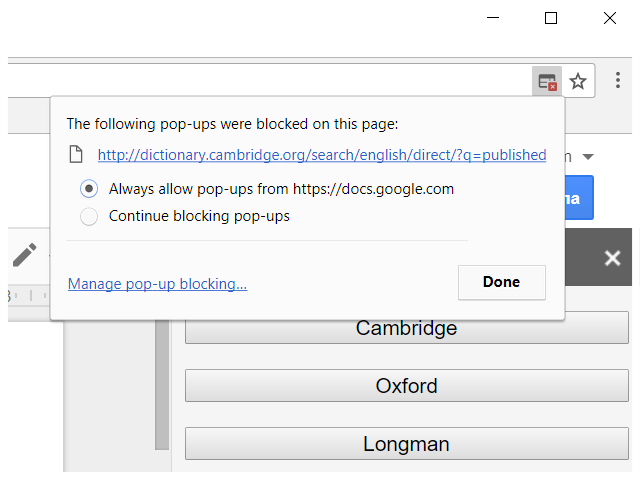 The following pop-ups were blocked on this page:
http://dictionary.cambridge.org/search/english/direct/?q=published
Always allow pop-ups from https://docs.google.com
Continue blocking pop-ups
Manage pop-up blocking...
Done
Cambridge
Oxford
Longman